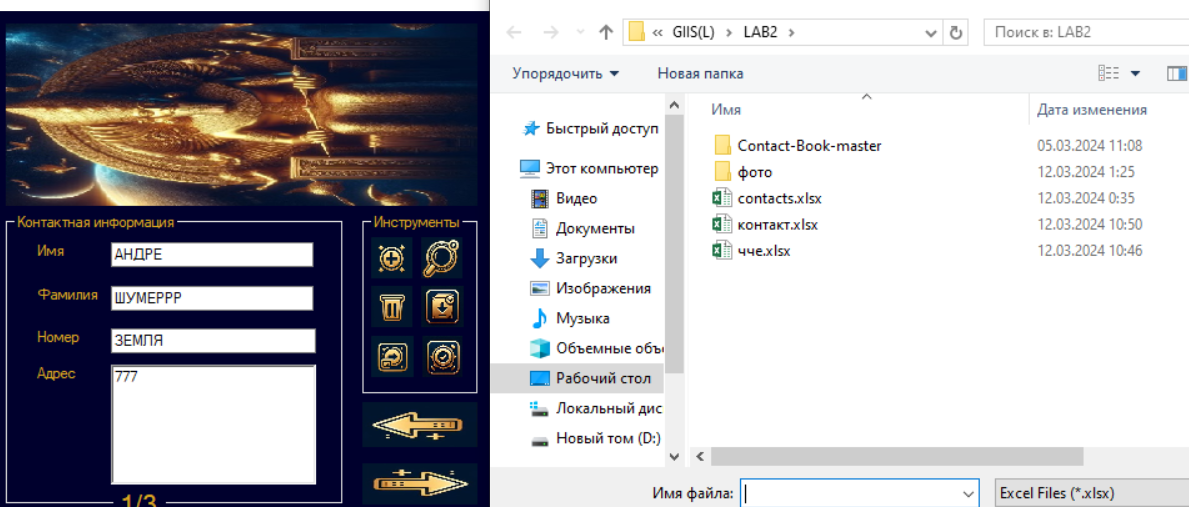 Контактная информация
Имя
АНДРЕ
Фамилия
ШУМЕРРР
Номер
ЗЕМЛЯ
Адрес
777
1/3
Инструменты
« GIIS(L) › LAB2 ›
Поиск в: LAB2
Упорядочить
Новая папка
Быстрый доступ
Этот компьютер
Видео
Документы
Загрузки
Изображения
Музыка
Объемные объ
Рабочий стол
Локальный дис
Новый том (D:)
Имя
Дата изменения
Contact-Book-master
05.03.2024 11:08
фото
12.03.2024 1:25
contacts.xlsx
12.03.2024 0:35
контакт.xlsx
12.03.2024 10:50
чче.xlsx
12.03.2024 10:46
Имя файла:
Excel Files (*.xlsx)